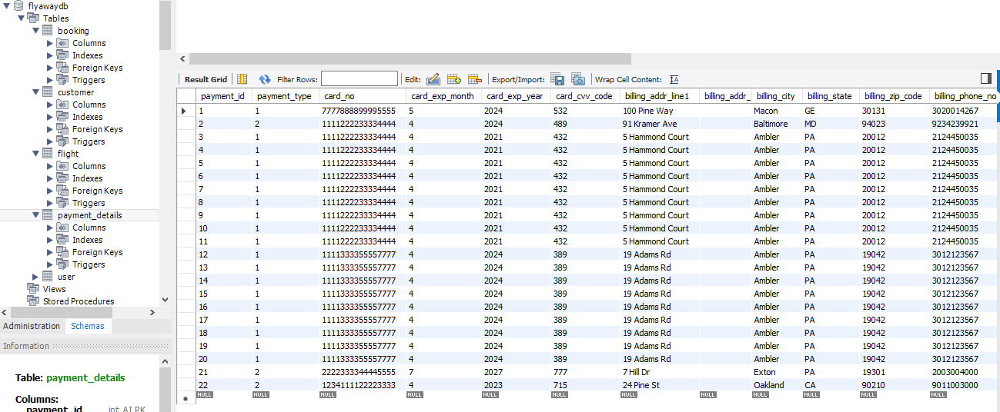 flyawaydb
Tables
booking
Columns
Indexes
Foreign Keys
Triggers
customer
Columns
Indexes
Foreign Keys
Triggers
flight
Columns
Indexes
Foreign Keys
Triggers
payment_details
Columns
Indexes
Foreign Keys
Triggers
user
Views
Stored Procedures
Administration Schemas
Information
Table: payment_details
Columns:
payment_id int AI PK
Result Grid Filter Rows: Edit: Export/Import: Wrap Cell Content:
payment_id payment_type card_no card_exp_month card_exp_year card_cvv_code billing_addr_line1 billing_addr_ billing_city billing_state billing_zip_code billing_phone_no
1 1 7777888899995555 5 2024 532 100 Pine Way Macon GE 30131 3020014267
2 2 1111222233334444 4 2024 489 91 Kramer Ave Baltimore MD 94023 9234239921
3 1 1111222233334444 4 2021 432 5 Hammond Court Ambler PA 20012 2124450035
4 1 1111222233334444 4 2021 432 5 Hammond Court Ambler PA 20012 2124450035
5 1 1111222233334444 4 2021 432 5 Hammond Court Ambler PA 20012 2124450035
6 1 1111222233334444 4 2021 432 5 Hammond Court Ambler PA 20012 2124450035
7 1 1111222233334444 4 2021 432 5 Hammond Court Ambler PA 20012 2124450035
8 1 1111222233334444 4 2021 432 5 Hammond Court Ambler PA 20012 2124450035
9 1 1111222233334444 4 2021 432 5 Hammond Court Ambler PA 20012 2124450035
10 1 1111222233334444 4 2021 432 5 Hammond Court Ambler PA 20012 2124450035
11 1 1111222233334444 4 2021 432 5 Hammond Court Ambler PA 20012 2124450035
12 1 1111333355557777 4 2024 389 19 Adams Rd Ambler PA 19042 3012123567
13 1 1111333355557777 4 2024 389 19 Adams Rd Ambler PA 19042 3012123567
14 1 1111333355557777 4 2024 389 19 Adams Rd Ambler PA 19042 3012123567
15 1 1111333355557777 4 2024 389 19 Adams Rd Ambler PA 19042 3012123567
16 1 1111333355557777 4 2024 389 19 Adams Rd Ambler PA 19042 3012123567
17 1 1111333355557777 4 2024 389 19 Adams Rd Ambler PA 19042 3012123567
18 1 1111333355557777 4 2024 389 19 Adams Rd Ambler PA 19042 3012123567
19 1 1111333355557777 4 2024 389 19 Adams Rd Ambler PA 19042 3012123567
20 1 1111333355557777 4 2024 389 19 Adams Rd Ambler PA 19042 3012123567
21 2 2222333344445555 7 2027 777 7 Hill Dr Exton PA 19301 2003004000
22 2 1234111122223333 4 2023 715 24 Pine St Oakland CA 90210 9011003000
NULL NULL NULL NULL NULL NULL NULL NULL NULL NULL NULL NULL